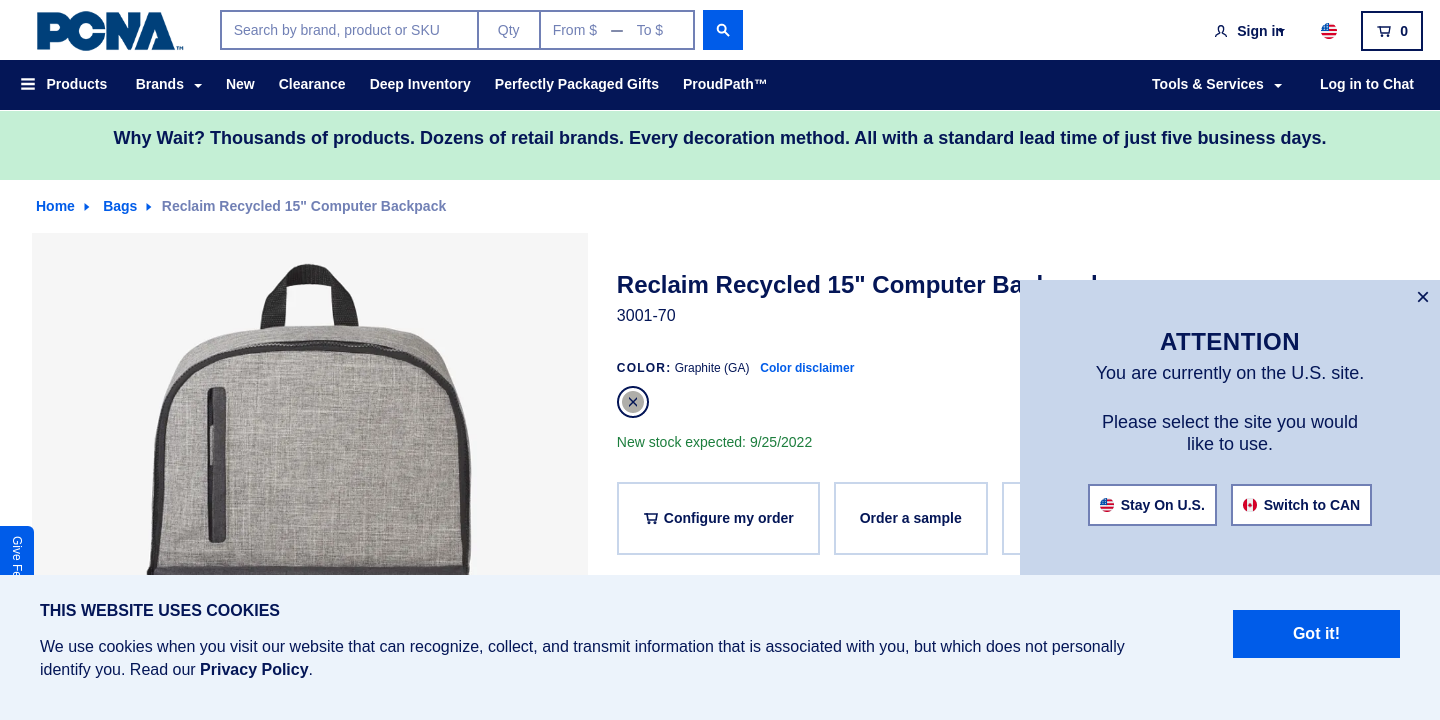 PCNA™
Search by brand, product or SKU
Qty
From $ — To $
Sign in
0
Products
Brands
New
Clearance
Deep Inventory
Perfectly Packaged Gifts
ProudPath™
Tools & Services
Log in to Chat
Why Wait? Thousands of products. Dozens of retail brands. Every decoration method. All with a standard lead time of just five business days.
Home
Bags
Reclaim Recycled 15" Computer Backpack
Reclaim Recycled 15" Computer
3001-70
COLOR: Graphite (GA) Color disclaimer
New stock expected: 9/25/2022
Configure my order
Order a sample
×
ATTENTION
You are currently on the U.S. site.
Please select the site you would
like to use.
Stay On U.S.
Switch to CAN
Give
THIS WEBSITE USES COOKIES
We use cookies when you visit our website that can recognize, collect, and transmit information that is associated with you, but which does not personally
identify you. Read our Privacy Policy.
Got it!